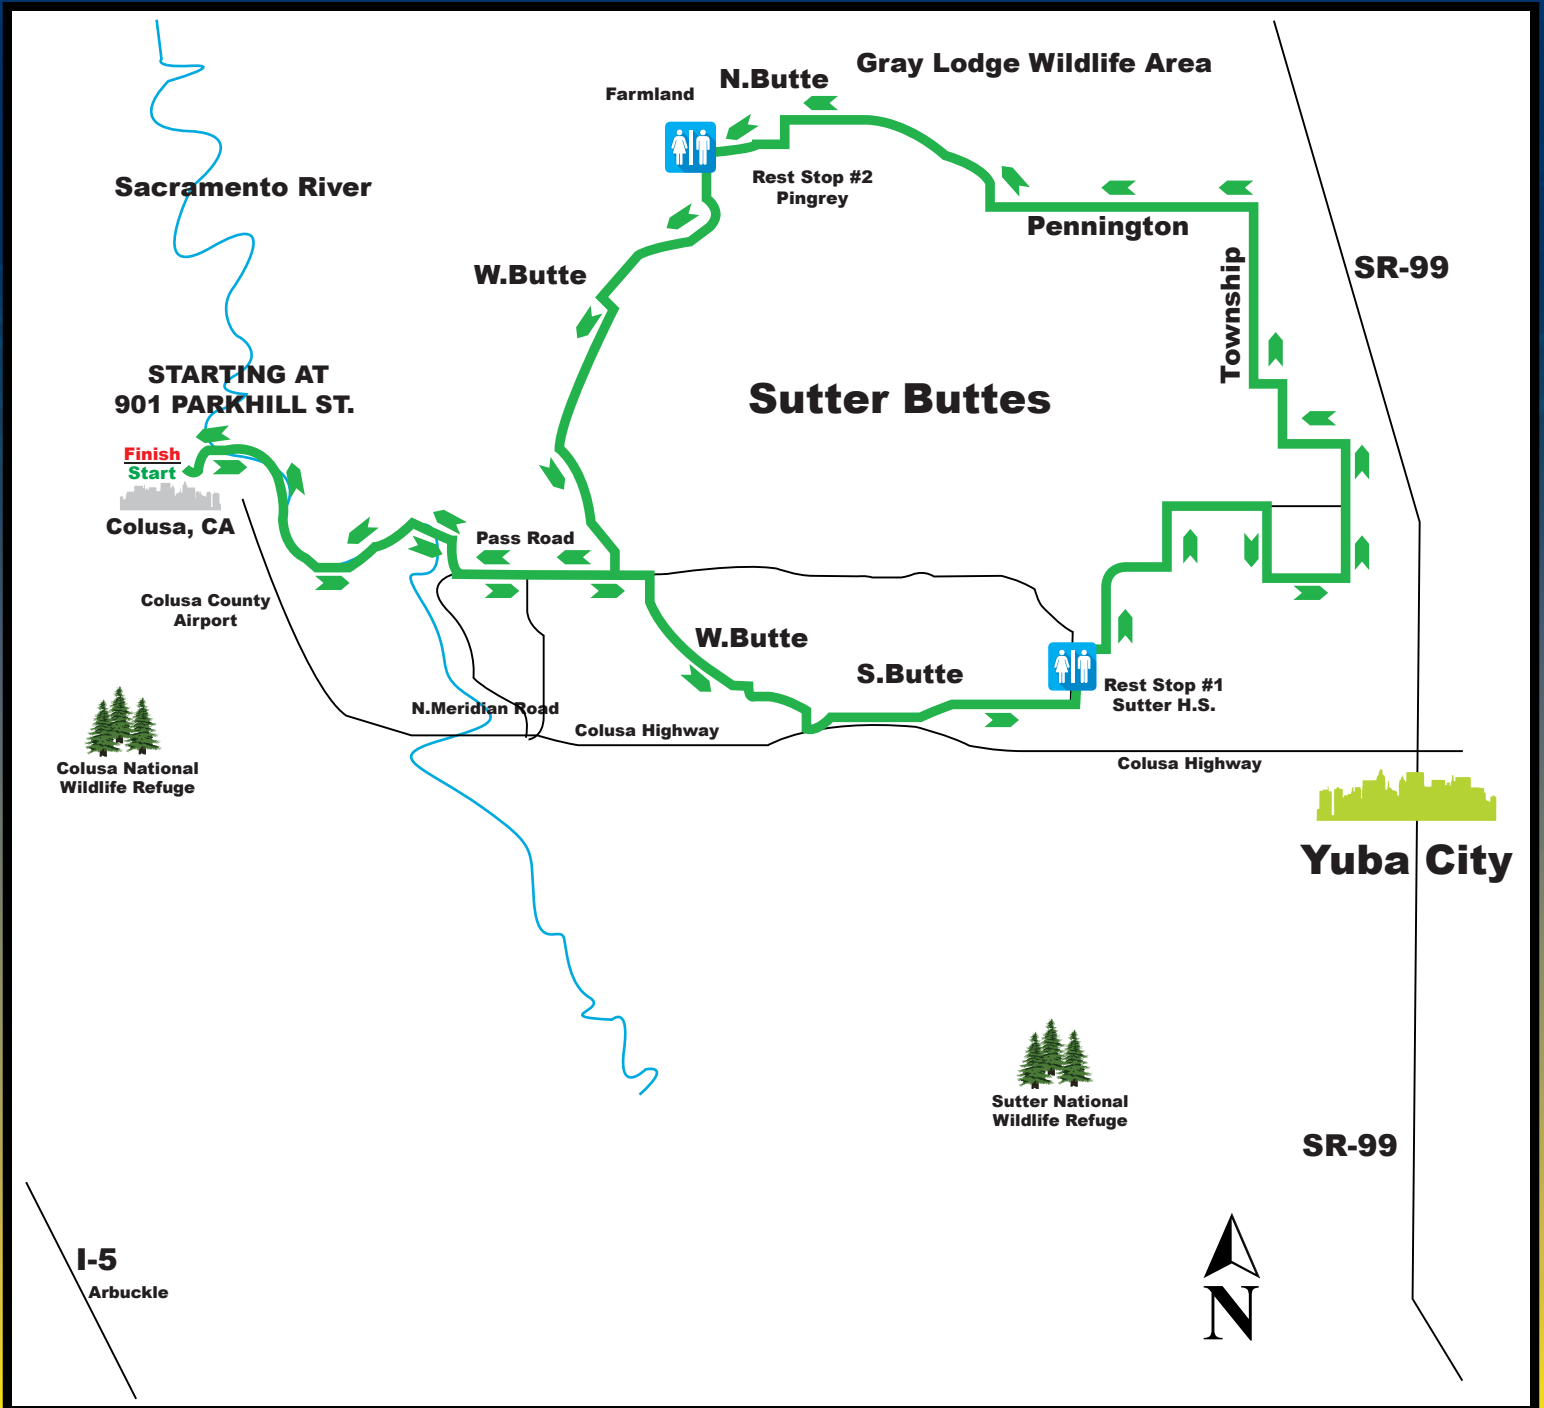 Gray Lodge Wildlife Area
N.Butte
Farmland
Rest Stop #2
Pingrey
Sacramento River
Pennington
W.Butte
Township
SR-99
STARTING AT
901 PARKHILL ST.
Sutter Buttes
Finish
Start
Colusa, CA
Pass Road
Colusa County
Airport
W.Butte
S.Butte
Rest Stop #1
Sutter H.S.
N.Meridian Road
Colusa Highway
Colusa Highway
Colusa National
Wildlife Refuge
Yuba City
Sutter National
Wildlife Refuge
SR-99
I-5
Arbuckle
N